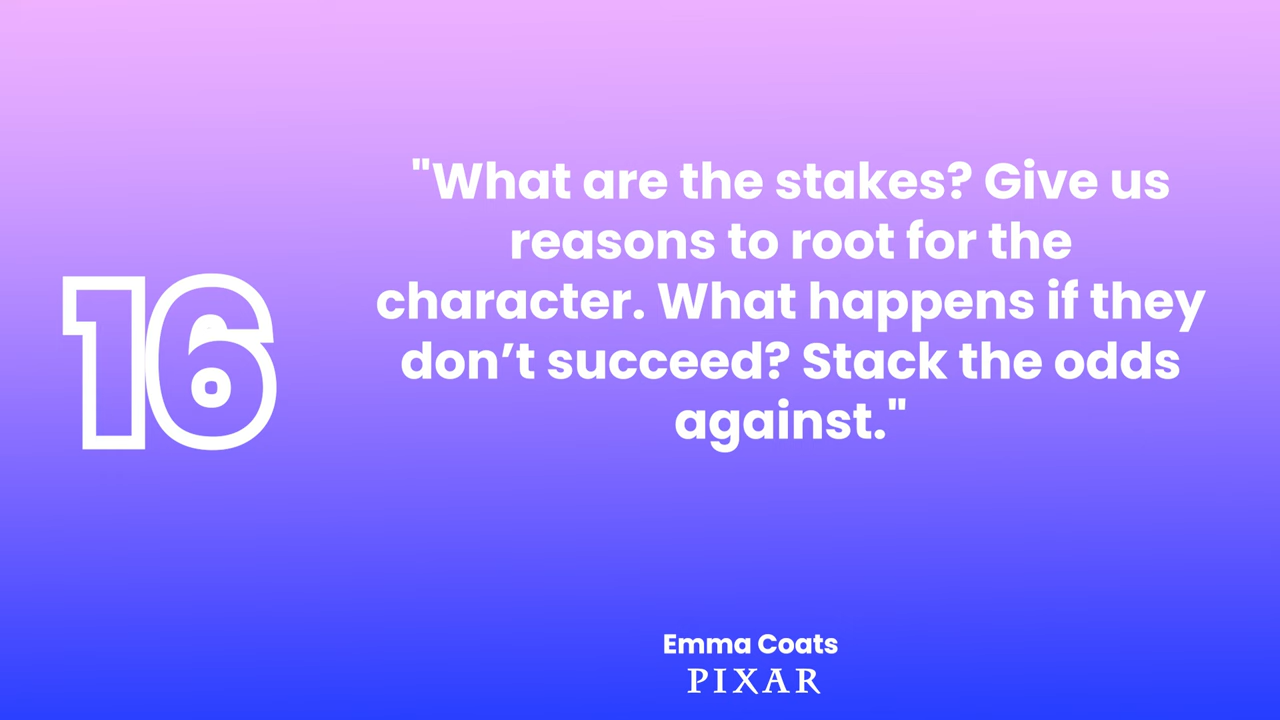 16
"What are the stakes? Give us
reasons to root for the
character. What happens if they
don’t succeed? Stack the odds
against."
Emma Coats
PIXAR